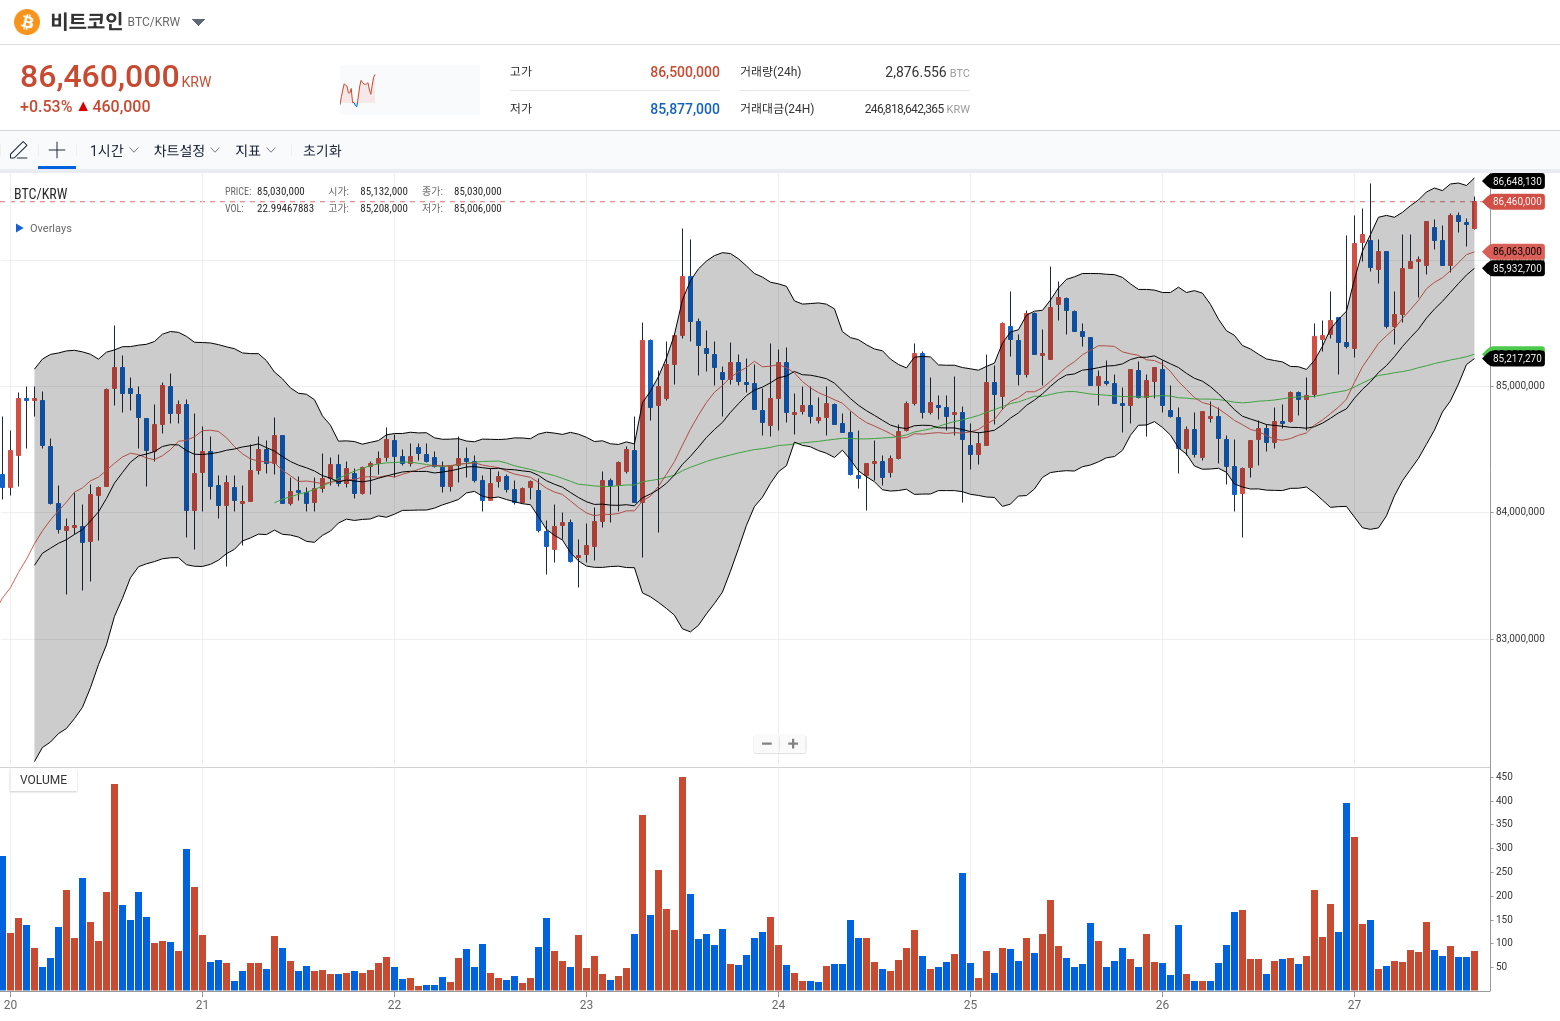 비트코인 BTC/KRW
86,460,000 KRW
+0.53% ▲ 460,000
고가 86,500,000
저가 85,877,000
거래량(24h) 2,876.556 BTC
거래대금(24H) 246,818,642,365 KRW
1시간 차트설정 지표 초기화
BTC/KRW
PRICE: 85,030,000 시가: 85,132,000 종가: 85,030,000
VOL: 22.99467883 고가: 85,208,000 저가: 85,006,000
Overlays
86,648,130
86,460,000
86,063,000
85,932,700
85,217,270
85,000,000
84,000,000
83,000,000
VOLUME
450
400
350
300
250
200
150
100
50
20 21 22 23 24 25 26 27